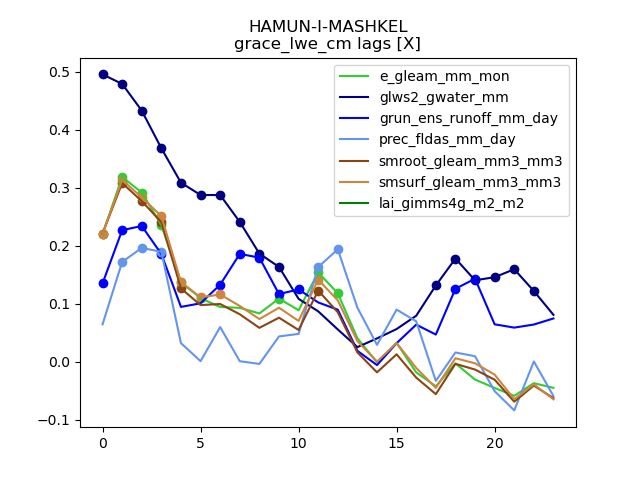 HAMUN-I-MASHKEL
grace_lwe_cm lags [X]
e_gleam_mm_mon
glws2_gwater_mm
grun_ens_runoff_mm_day
prec_fldas_mm_day
smroot_gleam_mm3_mm3
smsurf_gleam_mm3_mm3
lai_gimms4g_m2_m2
0.5
0.4
0.3
0.2
0.1
0.0
−0.1
0 5 10 15 20